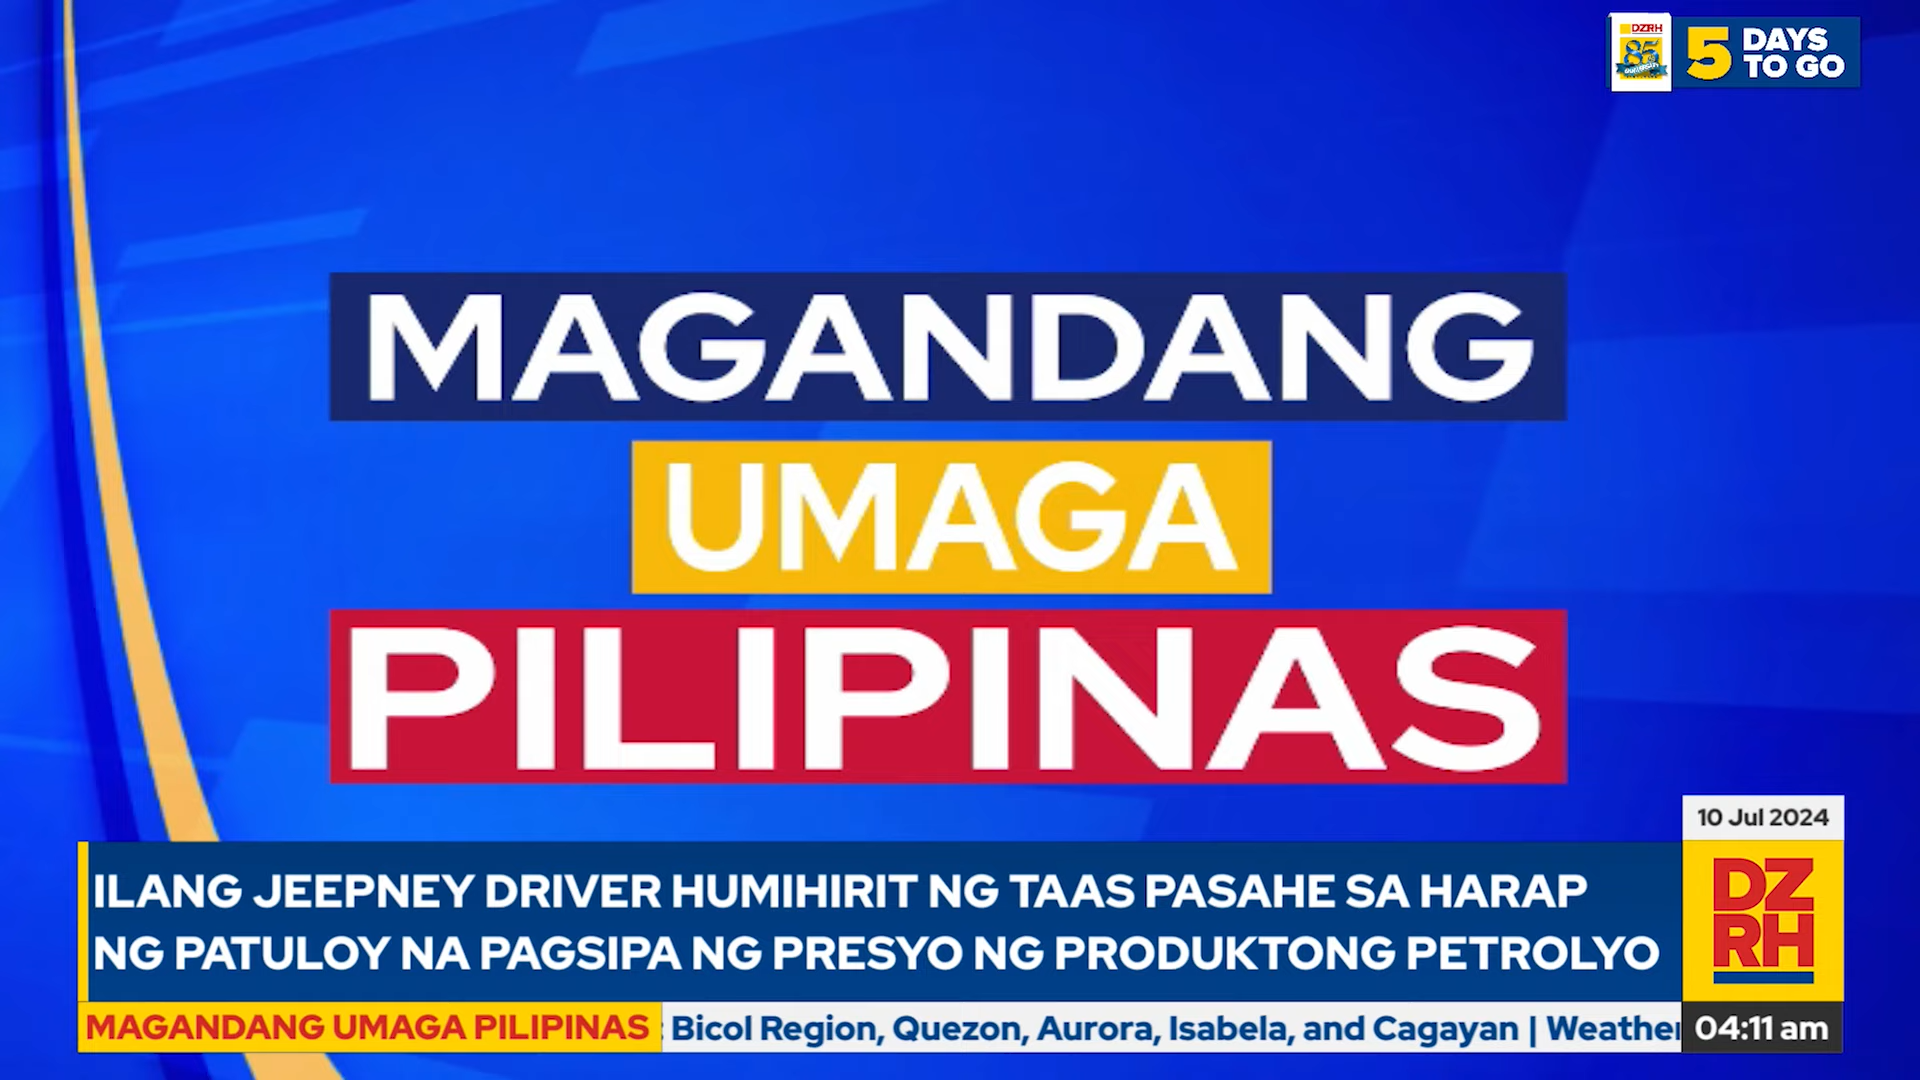 DZRH
85
5 DAYS
TO GO
MAGANDANG
UMAGA
PILIPINAS
10 Jul 2024
ILANG JEEPNEY DRIVER HUMIHIRIT NG TAAS PASAHE SA HARAP
NG PATULOY NA PAGSIPA NG PRESYO NG PRODUKTONG PETROLYO
DZ
RH
MAGANDANG UMAGA PILIPINAS : Bicol Region, Quezon, Aurora, Isabela, and Cagayan | Weather
04:11 am